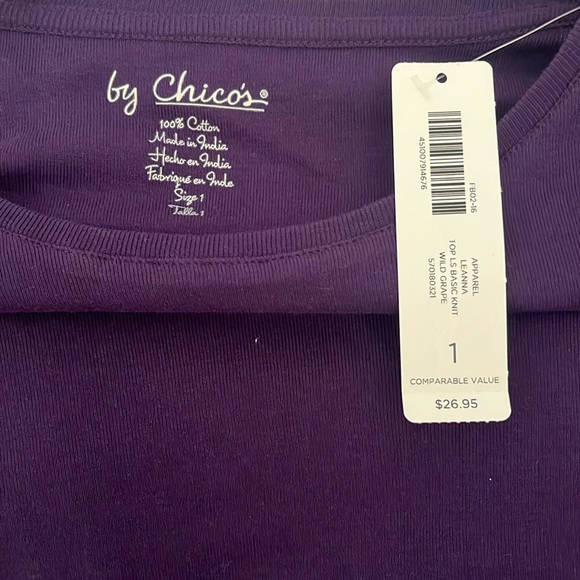 by Chico's®
100% Cotton
Made in India
Hecho en India
Fabriqué en Inde
Size 1
Talla 1
451007914676
FB02-16
APPAREL
LEANNA
TOP LS BASIC KNIT
WILD GRAPE
570180321
1
COMPARABLE VALUE
$26.95